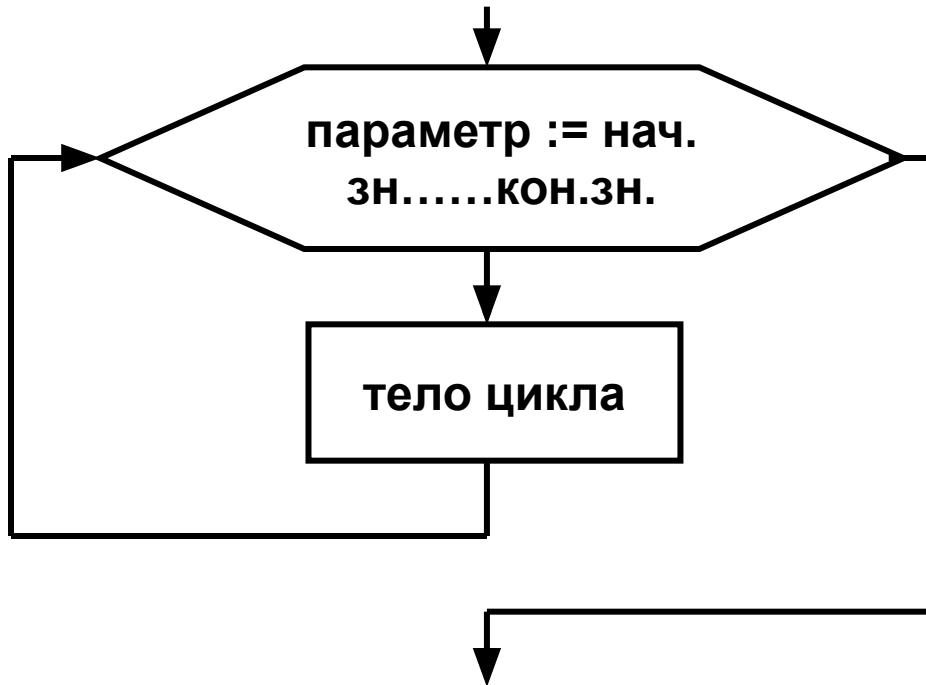 параметр := нач.
зн……кон.зн.
тело цикла